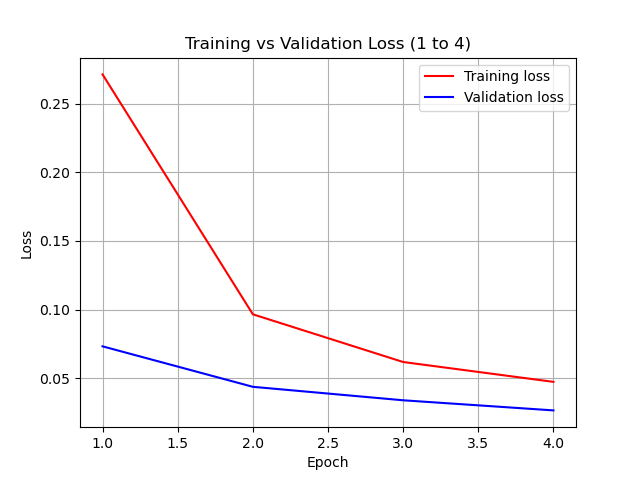 Training vs Validation Loss (1 to 4)
Training loss
Validation loss
0.25
0.20
0.15
0.10
0.05
Loss
1.0 1.5 2.0 2.5 3.0 3.5 4.0
Epoch